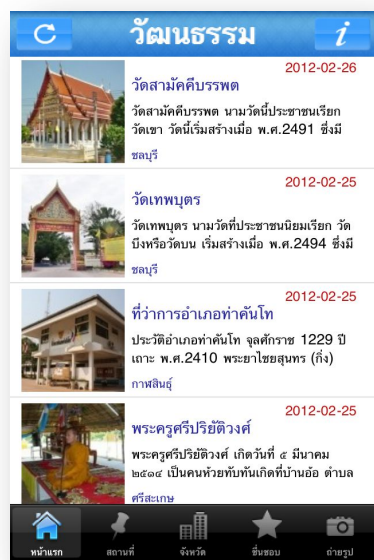 C วัฒนธรรม i
2012-02-26
วัดสามัคคีบรรพต
วัดสามัคคีบรรพต นามวัดนี้ประชาชนเรียก
วัดเขา วัดนี้เริ่มสร้างเมื่อ พ.ศ.2491 ซึ่งมี
ชลบุรี
2012-02-25
วัดเทพบุตร
วัดเทพบุตร นามวัดที่ประชาชนนิยมเรียก วัด
บึงหรือวัดบน เริ่มสร้างเมื่อ พ.ศ.2494 ซึ่งมี
ชลบุรี
2012-02-25
ที่ว่าการอำเภอท่าคันโท
ประวัติอำเภอท่าคันโท จุลศักราช 1229 ปี
เถาะ พ.ศ.2410 พระยาไชยสุนทร (กิ่ง)
กาฬสินธุ์
2012-02-25
พระครูศรีปริยัติวงศ์
พระครูศรีปริยัติวงศ์ เกิดวันที่ ๕ มีนาคม
๒๕๐๔ เป็นคนห้วยทับทันเกิดที่บ้านอ้อ ตำบล
ศรีสะเกษ
หน้าแรก สถานที่ จังหวัด ชื่นชอบ ถ่ายรูป